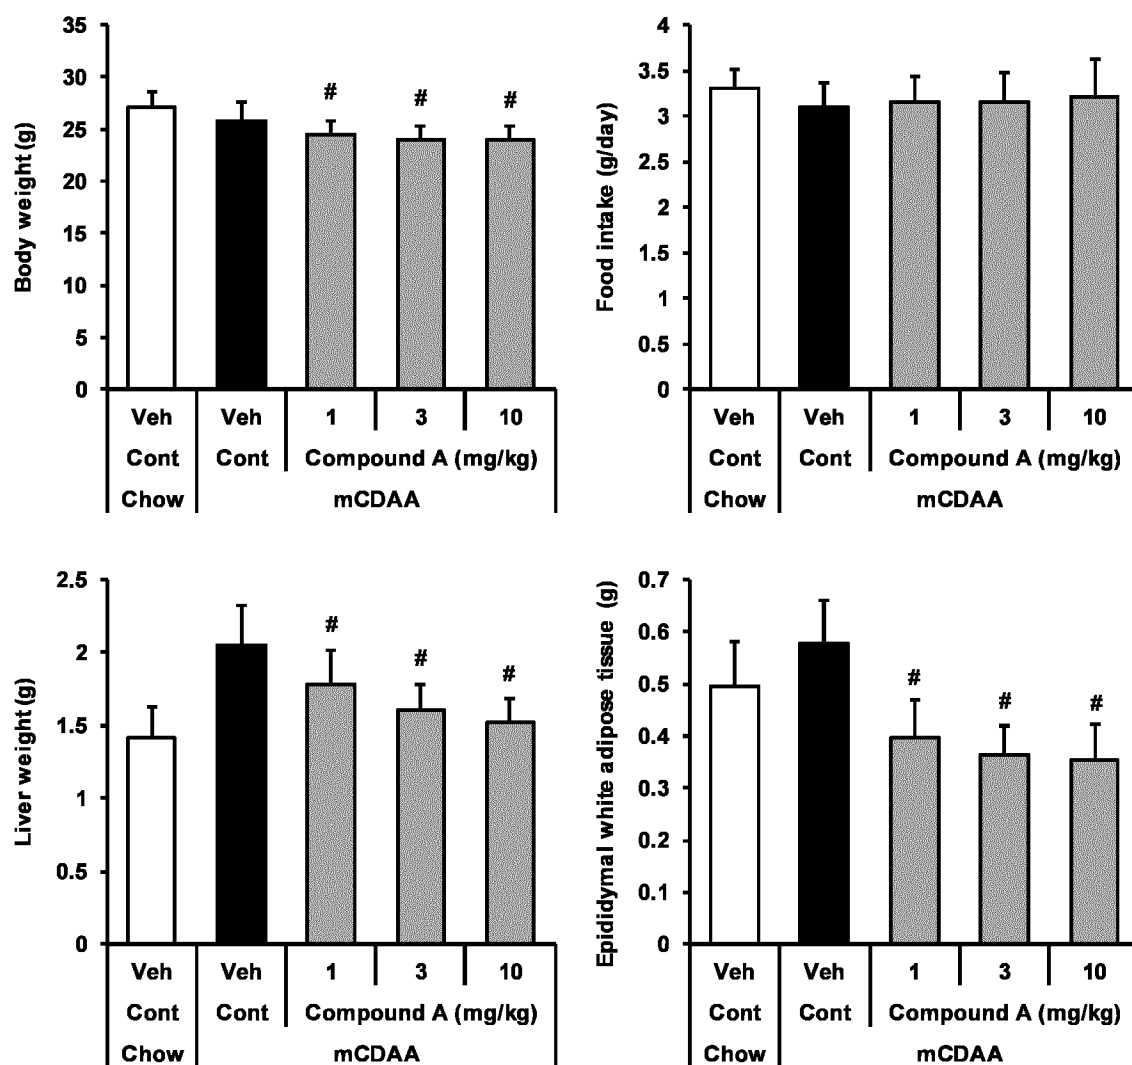 Body weight (g)
35
30
25
20
15
10
5
0
# # #
Veh Veh 1 3 10
Cont Cont Compound A (mg/kg)
Chow mCDAA
Food intake (g/day)
4
3.5
3
2.5
2
1.5
1
0.5
0
Veh Veh 1 3 10
Cont Cont Compound A (mg/kg)
Chow mCDAA
Liver weight (g)
2.5
2
1.5
1
0.5
0
# # #
Veh Veh 1 3 10
Cont Cont Compound A (mg/kg)
Chow mCDAA
Epididymal white adipose tissue (g)
0.7
0.6
0.5
0.4
0.3
0.2
0.1
0
# # #
Veh Veh 1 3 10
Cont Cont Compound A (mg/kg)
Chow mCDAA